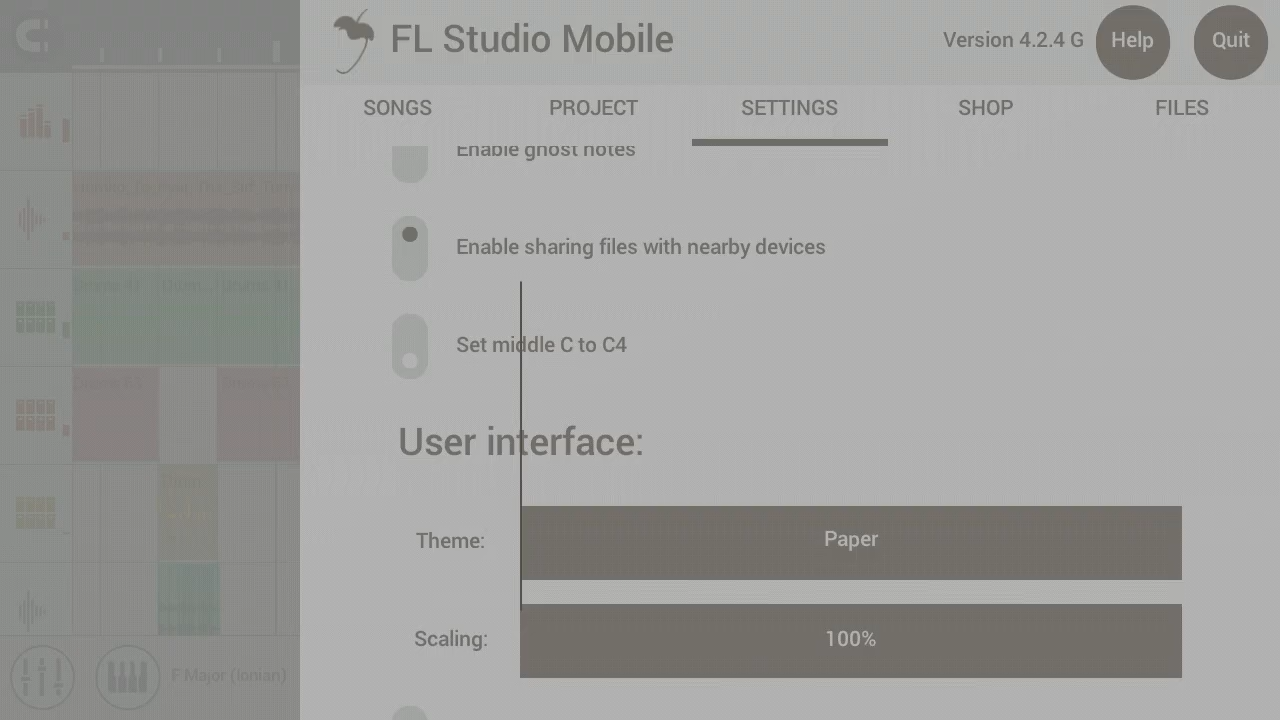 FL Studio Mobile
Version 4.2.4 G
Help
Quit
SONGS
PROJECT
SETTINGS
SHOP
FILES
Enable ghost notes
Enable sharing files with nearby devices
Set middle C to C4
User interface:
Theme:
Paper
Scaling:
100%
F Major (Ionian)